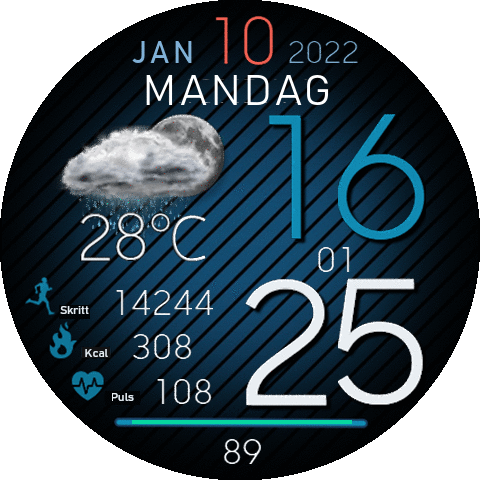 JAN 10 2022
MANDAG
16
28°C
01
25
Skritt 14244
Kcal 308
Puls 108
89